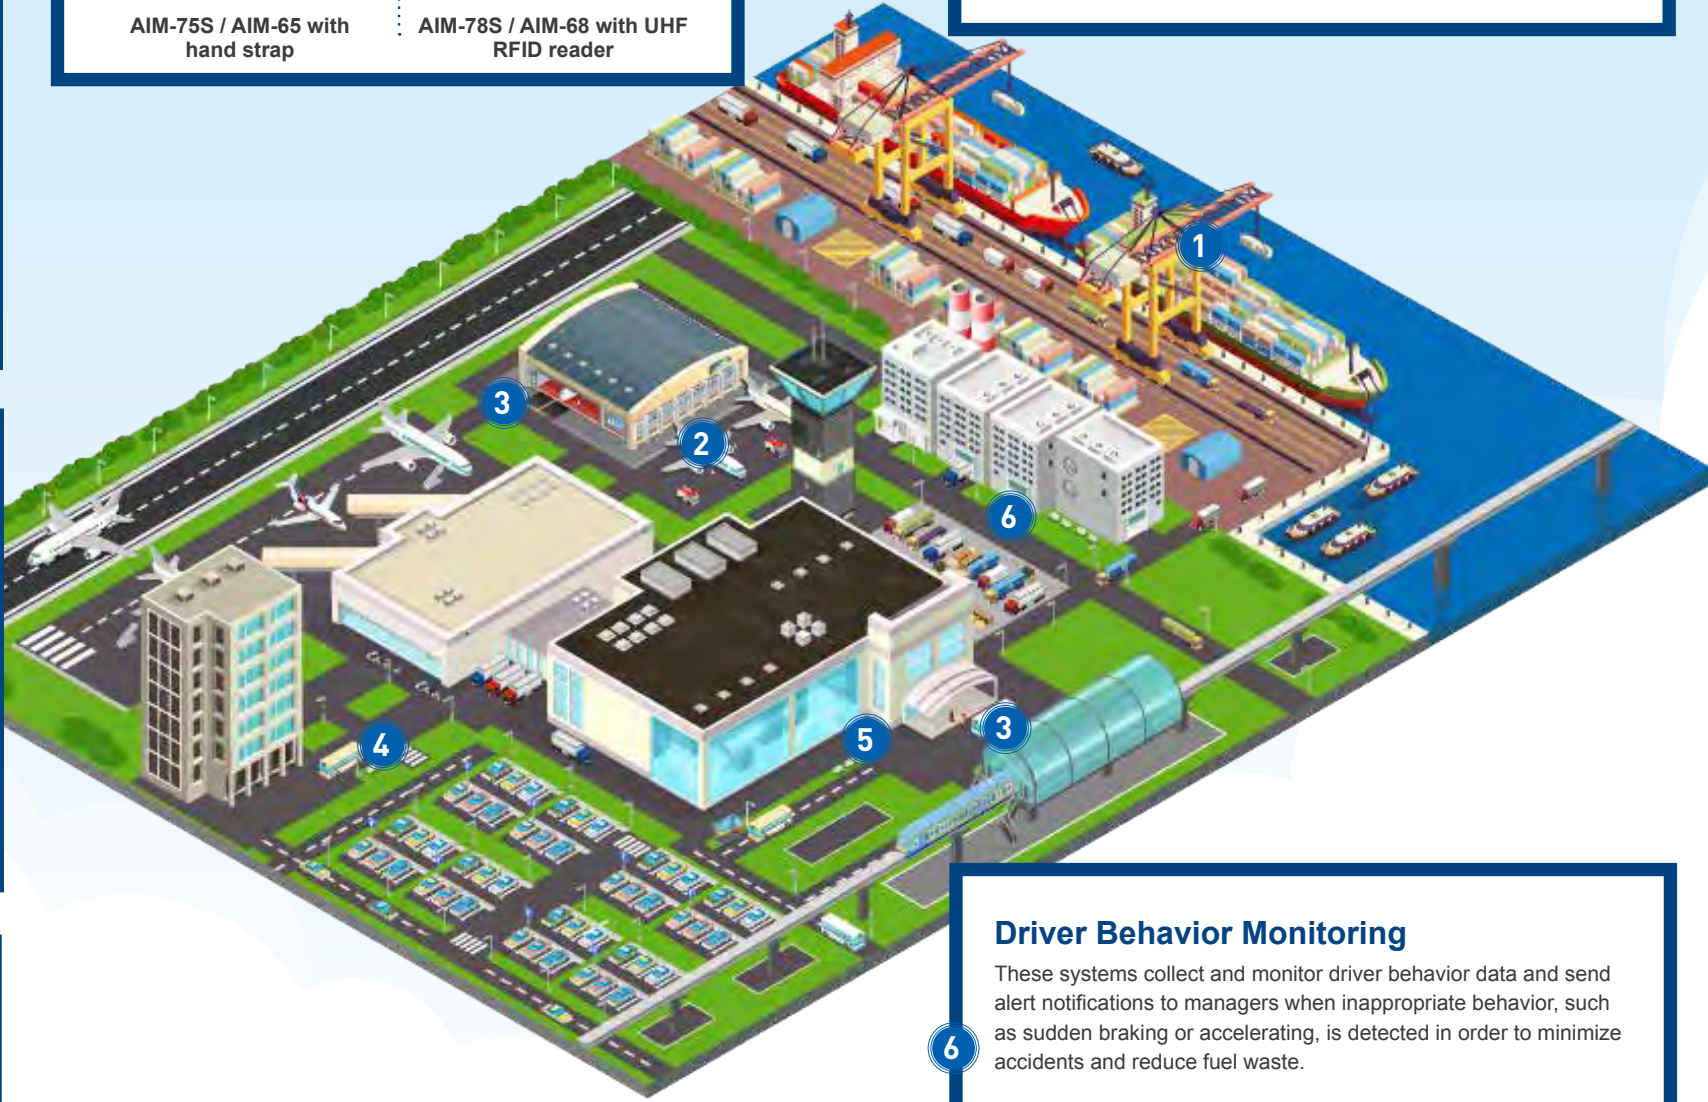 AIM-75S / AIM-65 with
hand strap
AIM-78S / AIM-68 with UHF
RFID reader
1
3
2
6
3
5
4
Driver Behavior Monitoring
These systems collect and monitor driver behavior data and send
alert notifications to managers when inappropriate behavior, such
as sudden braking or accelerating, is detected in order to minimize
accidents and reduce fuel waste.
6